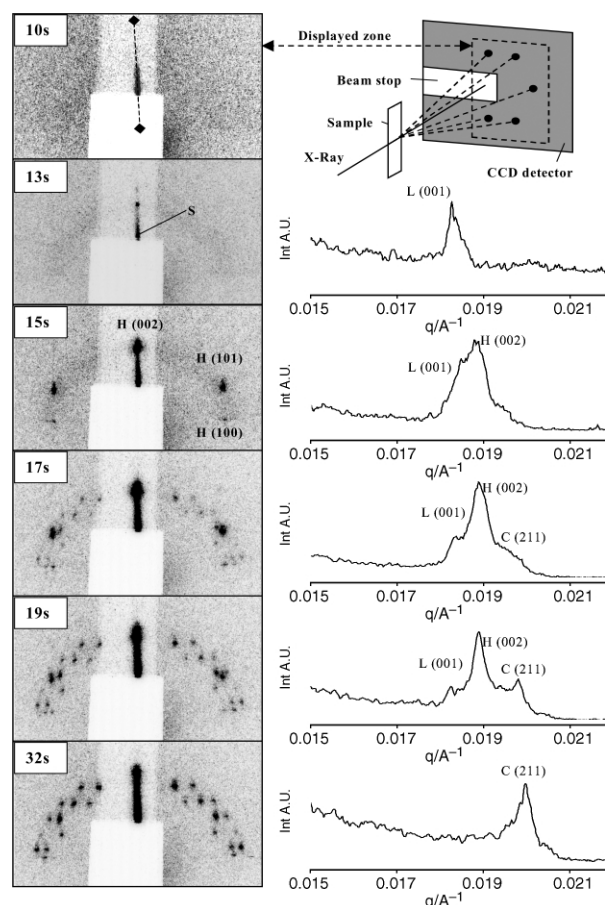 10s
Displayed zone
Beam stop
Sample
X-Ray
CCD detector
13s
S
L (001)
Int A.U.
0.015 0.017 0.019 0.021
q/A⁻¹
15s
H (002)
H (101)
H (100)
H (002)
L (001)
Int A.U.
0.015 0.017 0.019 0.021
q/A⁻¹
17s
H (002)
L (001)
C (211)
Int A.U.
0.015 0.017 0.019 0.021
q/A⁻¹
19s
H (002)
L (001)
C (211)
Int A.U.
0.015 0.017 0.019 0.021
q/A⁻¹
32s
C (211)
Int A.U.
0.015 0.017 0.019 0.021
q/A⁻¹